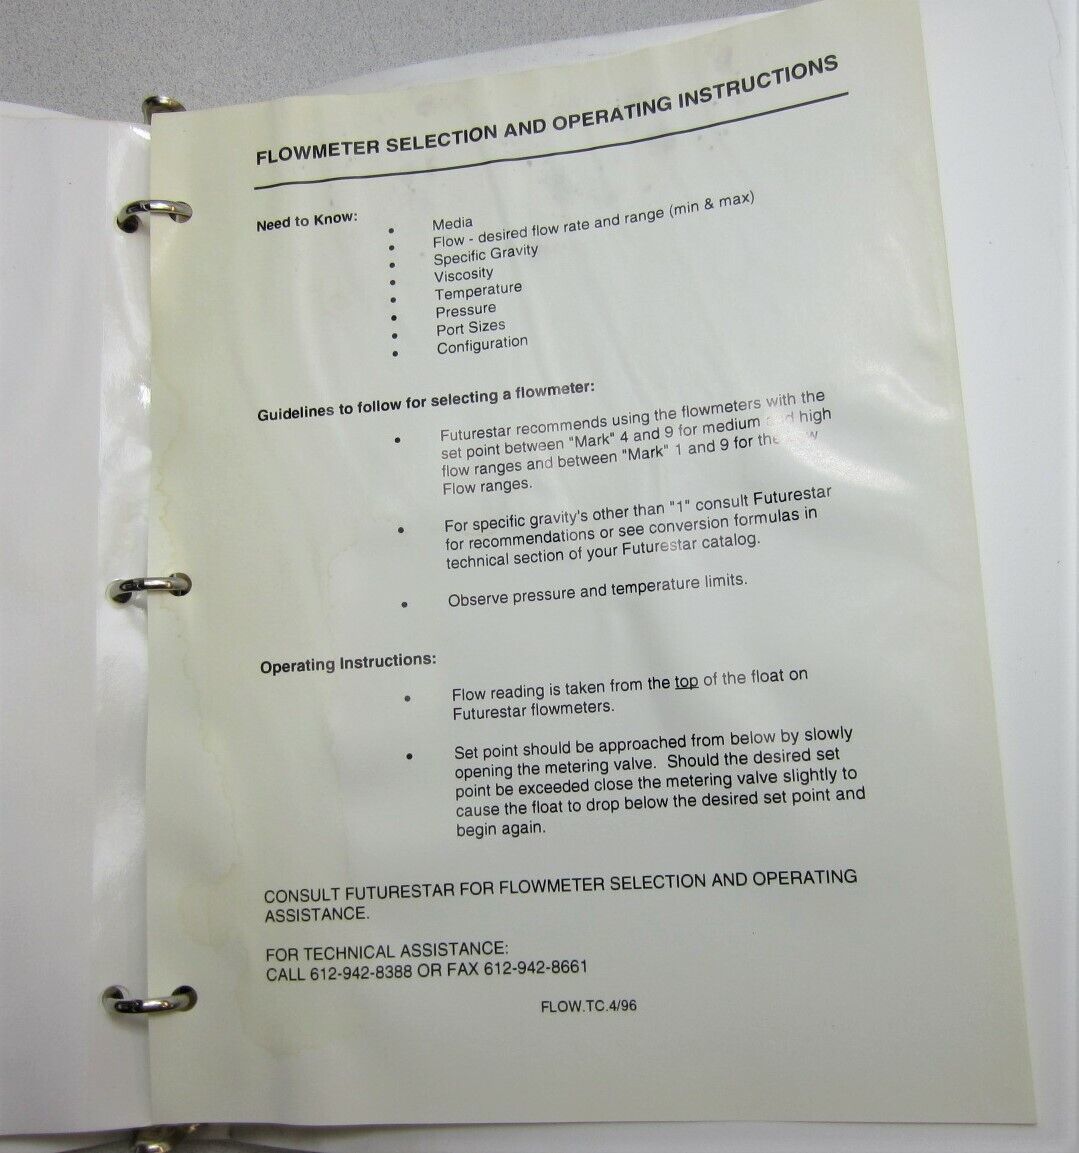 FLOWMETER SELECTION AND OPERATING INSTRUCTIONS
Need to Know:
• Media
• Flow - desired flow rate and range (min & max)
• Specific Gravity
• Viscosity
• Temperature
• Pressure
• Port Sizes
• Configuration
Guidelines to follow for selecting a flowmeter:
• Futurestar recommends using the flowmeters with the
set point between "Mark" 4 and 9 for medium and high
flow ranges and between "Mark" 1 and 9 for the
Flow ranges.
• For specific gravity's other than "1" consult Futurestar
for recommendations or see conversion formulas in
technical section of your Futurestar catalog.
• Observe pressure and temperature limits.
Operating Instructions:
• Flow reading is taken from the top of the float on
Futurestar flowmeters.
• Set point should be approached from below by slowly
opening the metering valve. Should the desired set
point be exceeded close the metering valve slightly to
cause the float to drop below the desired set point and
begin again.
CONSULT FUTURESTAR FOR FLOWMETER SELECTION AND OPERATING
ASSISTANCE.
FOR TECHNICAL ASSISTANCE:
CALL 612-942-8388 OR FAX 612-942-8661
FLOW.TC.4/96